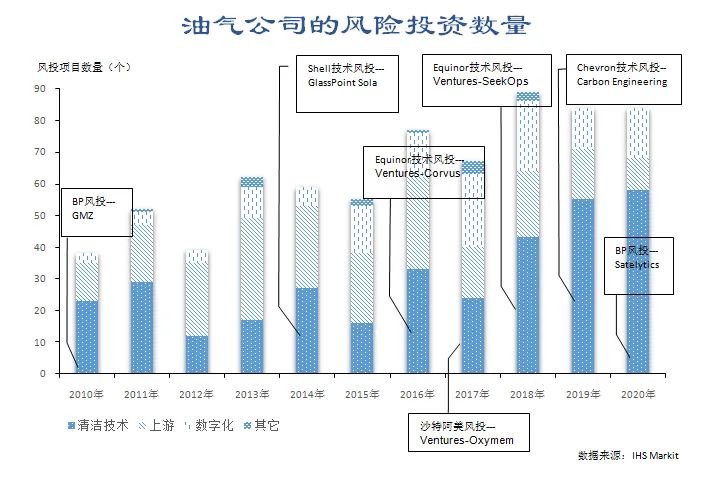 油气公司的风险投资数量
风投项目数量（个）
90
80
70
60
50
40
30
20
10
0
BP风投---
GMZ
Shell技术风投---
GlassPoint Sola
Equinor技术风投---
Ventures-Corvus
Equinor技术风投---
Ventures-SeekOps
Chevron技术风投--
Carbon Engineering
BP风投---
Satelytics
2010年 2011年 2012年 2013年 2014年 2015年 2016年 2017年 2018年 2019年 2020年
清洁技术 上游 数字化 其它
沙特阿美风投---
Ventures-Oxymem
数据来源：IHS Markit